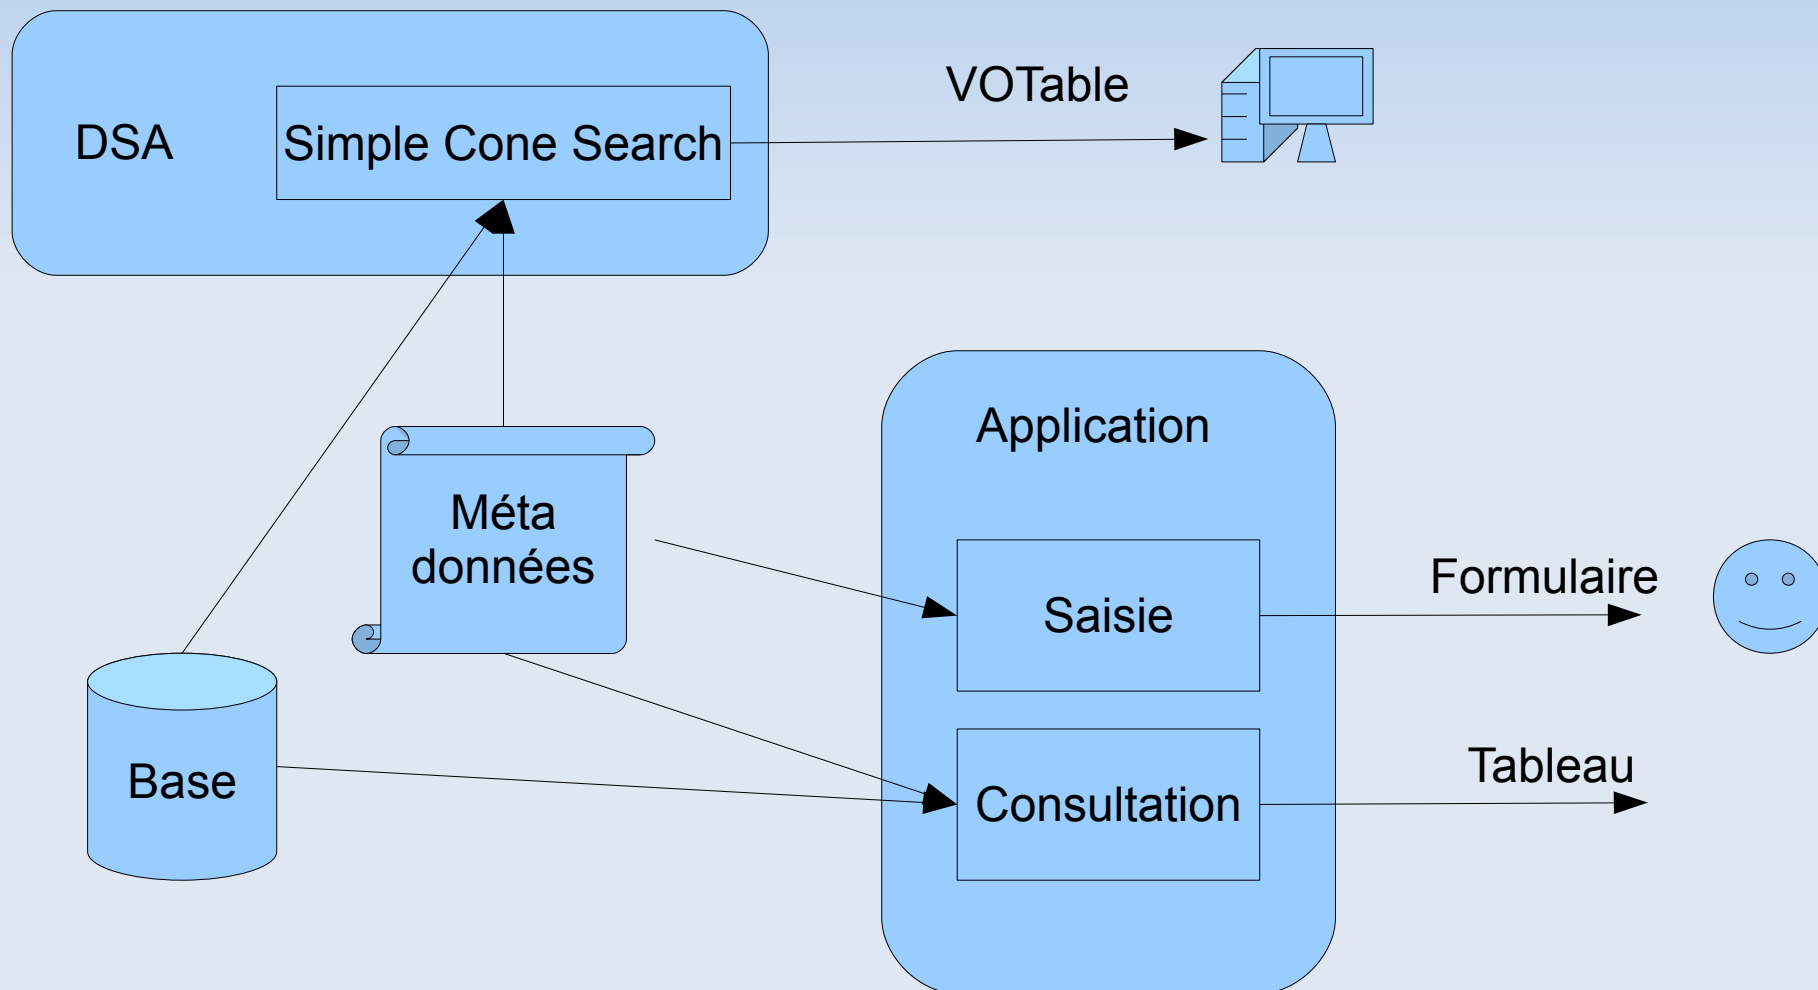 VOTable
DSA
Simple Cone Search
Application
Méta
données
Formulaire
Saisie
Tableau
Base
Consultation